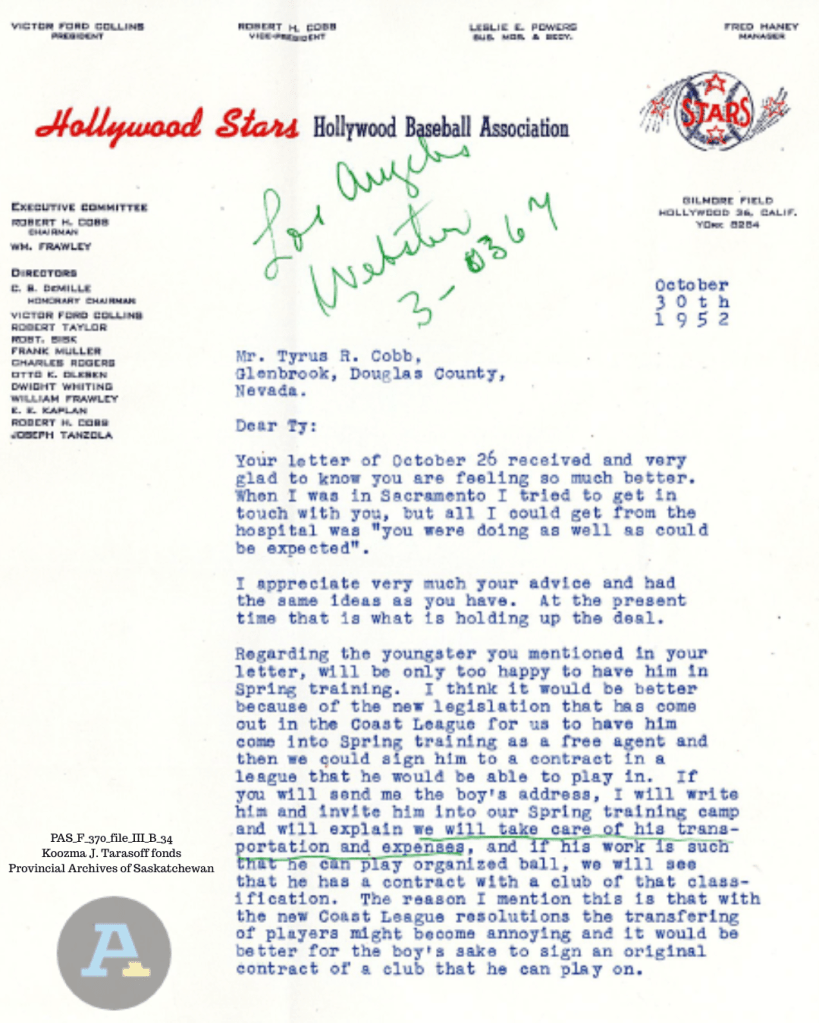 VICTOR FORD COLLINS
PRESIDENT
ROBERT H. COBB
VICE-PRESIDENT
LESLIE E. POWERS
BUS. MGR. & SECY.
FRED HANEY
MANAGER
Hollywood Stars Hollywood Baseball Association
STARS
GILMORE FIELD
HOLLYWOOD 36, CALIF.
YORK 8284
Los Angeles
Webster
3-0367
EXECUTIVE COMMITTEE
ROBERT H. COBB
CHAIRMAN
WM. FRAWLEY
DIRECTORS
C. B. DEMILLE
HONORARY CHAIRMAN
VICTOR FORD COLLINS
ROBERT TAYLOR
ROBT. SISK
FRANK MULLER
CHARLES ROGERS
OTTO K. OLESEN
DWIGHT WHITING
WILLIAM FRAWLEY
E. E. KAPLAN
ROBERT H. COBB
JOSEPH TANZOLA
October
30th
1952
Mr. Tyrus R. Cobb,
Glenbrook, Douglas County,
Nevada.
Dear Ty:
Your letter of October 26 received and very
glad to know you are feeling so much better.
When I was in Sacramento I tried to get in
touch with you, but all I could get from the
hospital was "you were doing as well as could
be expected".
I appreciate very much your advice and had
the same ideas as you have. At the present
time that is what is holding up the deal.
Regarding the youngster you mentioned in your
letter, will be only too happy to have him in
Spring training. I think it would be better
because of the new legislation that has come
out in the Coast League for us to have him
come into Spring training as a free agent and
then we could sign him to a contract in a
league that he would be able to play in. If
you will send me the boy's address, I will write
him and invite him into our Spring training camp
and will explain we will take care of his trans-
portation and expenses, and if his work is such
that he can play organized ball, we will see
that he has a contract with a club of that class-
ification. The reason I mention this is that with
the new Coast League resolutions the transfering
of players might become annoying and it would be
better for the boy's sake to sign an original
contract of a club that he can play on.
PAS_F_370_file_III_B_34
Koozma J. Tarasoff fonds
Provincial Archives of Saskatchewan
A